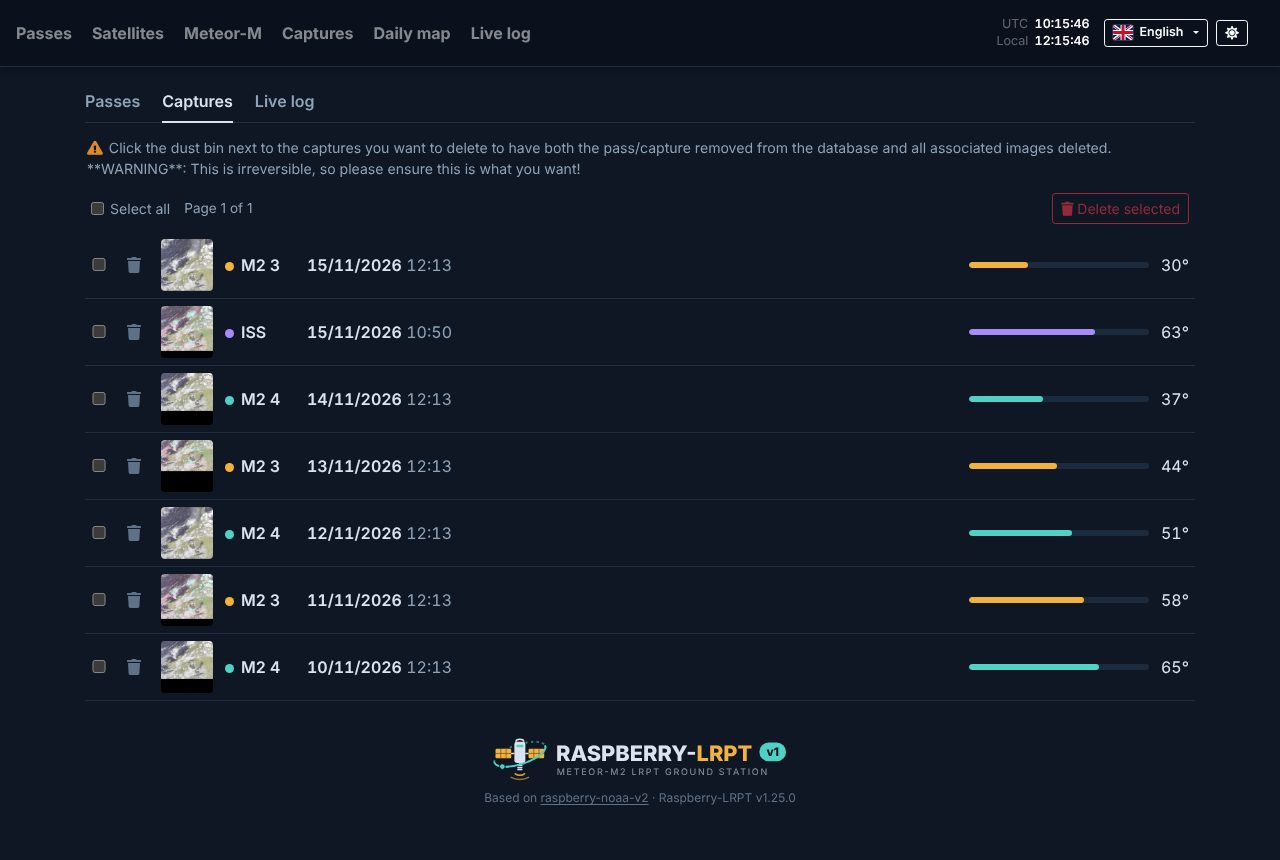 Passes Satellites Meteor-M Captures Daily map Live log
UTC 10:15:46
Local 12:15:46
English
Passes Captures Live log
Click the dust bin next to the captures you want to delete to have both the pass/capture removed from the database and all associated images deleted.
**WARNING**: This is irreversible, so please ensure this is what you want!
Select all Page 1 of 1 Delete selected
M2 3 15/11/2026 12:13 30°
ISS 15/11/2026 10:50 63°
M2 4 14/11/2026 12:13 37°
M2 3 13/11/2026 12:13 44°
M2 4 12/11/2026 12:13 51°
M2 3 11/11/2026 12:13 58°
M2 4 10/11/2026 12:13 65°
RASPBERRY-LRPT v1
METEOR-M2 LRPT GROUND STATION
Based on raspberry-noaa-v2 · Raspberry-LRPT v1.25.0